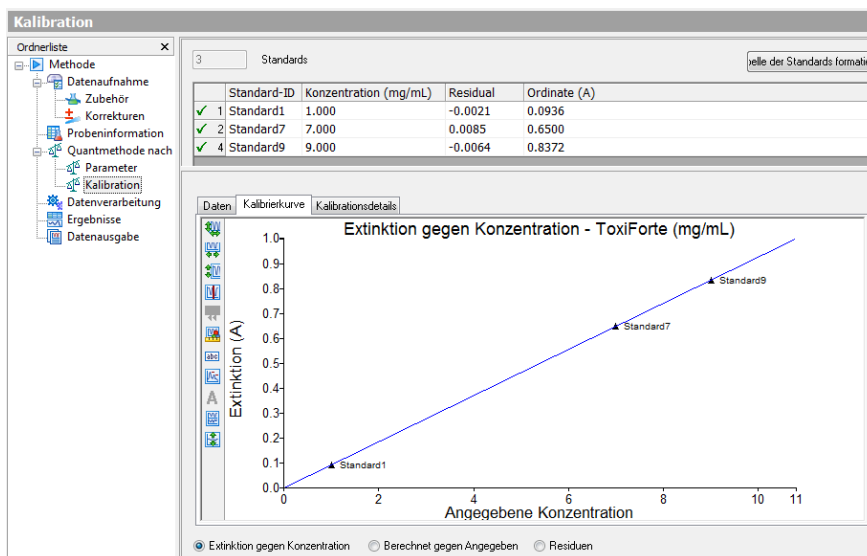 Kalibration
Ordnerliste
Methode
Datenaufnahme
Zubehör
Korrekturen
Probeninformation
Quantmethode nach
Parameter
Kalibration
Datenverarbeitung
Ergebnisse
Datenausgabe
3 Standards
belle der Standards formatie
Standard-ID Konzentration (mg/mL) Residual Ordinate (A)
1 Standard1 1.000 -0.0021 0.0936
2 Standard7 7.000 0.0085 0.6500
4 Standard9 9.000 -0.0064 0.8372
Daten Kalibrierkurve Kalibrationsdetails
Extinktion gegen Konzentration - ToxiForte (mg/mL)
Extinktion (A)
1.0
0.9
0.8
0.7
0.6
0.5
0.4
0.3
0.2
0.1
0.0
Standard9
Standard7
Standard1
0 2 4 6 8 10 11
Angegebene Konzentration
abc
A
Extinktion gegen Konzentration Berechnet gegen Angegeben Residuen